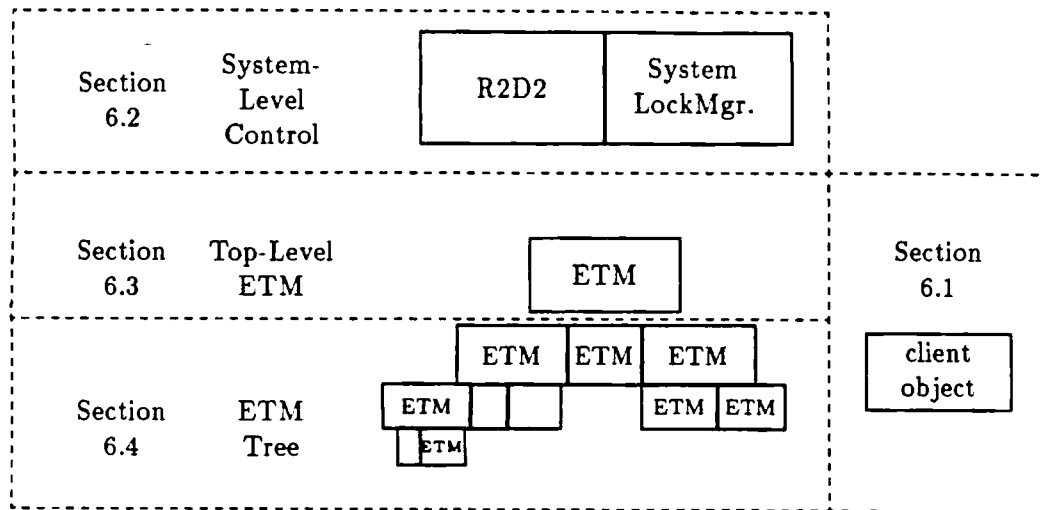 Section
6.2
System-
Level
Control
R2D2
System
LockMgr.
Section
6.3
Top-Level
ETM
ETM
Section
6.1
client
object
Section
6.4
ETM
Tree
ETM
ETM
ETM
ETM
ETM
ETM
ETM